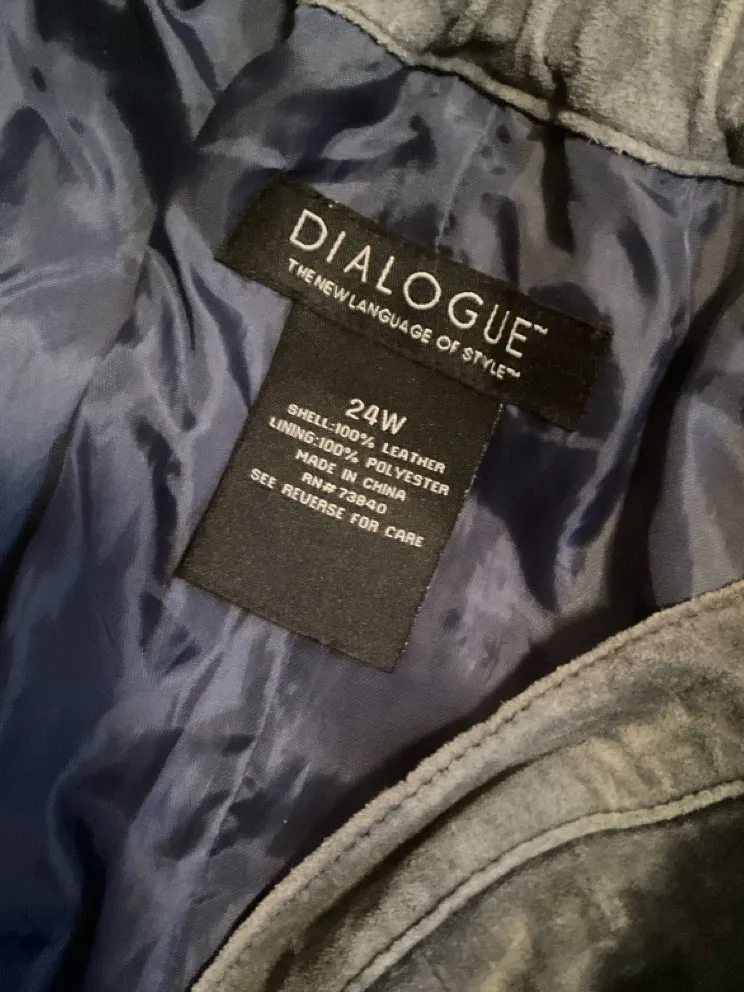 DIALOGUE™
THE NEW LANGUAGE OF STYLE™
24W
SHELL:100% LEATHER
LINING:100% POLYESTER
MADE IN CHINA
RN#73840
SEE REVERSE FOR CARE